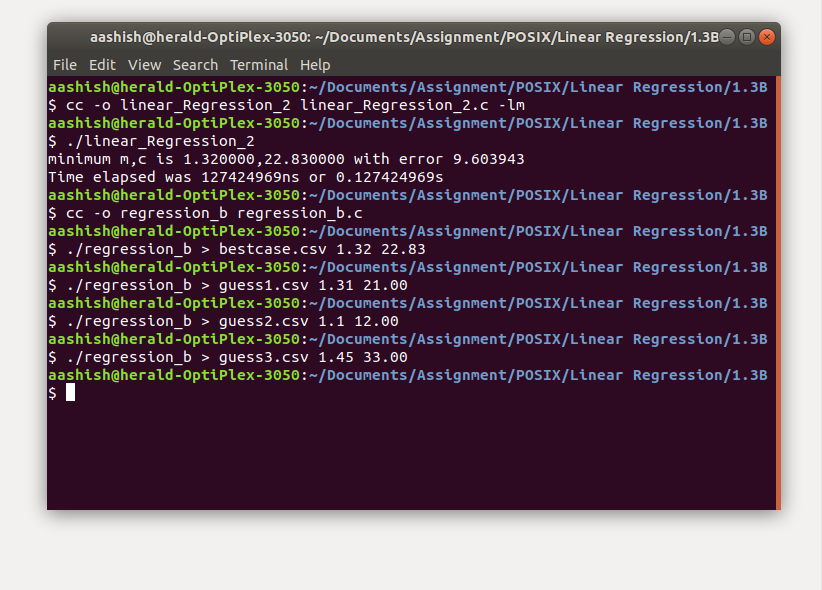 aashish@herald-OptiPlex-3050: ~/Documents/Assignment/POSIX/Linear Regression/1.3B
File Edit View Search Terminal Help
aashish@herald-OptiPlex-3050:~/Documents/Assignment/POSIX/Linear Regression/1.3B
$ cc -o linear_Regression_2 linearRegression_2.c -lm
aashish@herald-OptiPlex-3050:~/Documents/Assignment/POSIX/Linear Regression/1.3B
$ ./linear_Regression_2
minimum m,c is 1.320000,22.830000 with error 9.603943
Time elapsed was 127424969ns or 0.127424969s
aashish@herald-OptiPlex-3050:~/Documents/Assignment/POSIX/Linear Regression/1.3B
$ cc -o regression_b regression_b.c
aashish@herald-OptiPlex-3050:~/Documents/Assignment/POSIX/Linear Regression/1.3B
$ ./regression_b > bestcase.csv 1.32 22.83
aashish@herald-OptiPlex-3050:~/Documents/Assignment/POSIX/Linear Regression/1.3B
$ ./regression_b > guess1.csv 1.31 21.00
aashish@herald-OptiPlex-3050:~/Documents/Assignment/POSIX/Linear Regression/1.3B
$ ./regression_b > guess2.csv 1.1 12.00
aashish@herald-OptiPlex-3050:~/Documents/Assignment/POSIX/Linear Regression/1.3B
$ ./regression_b > guess3.csv 1.45 33.00
aashish@herald-OptiPlex-3050:~/Documents/Assignment/POSIX/Linear Regression/1.3B
$